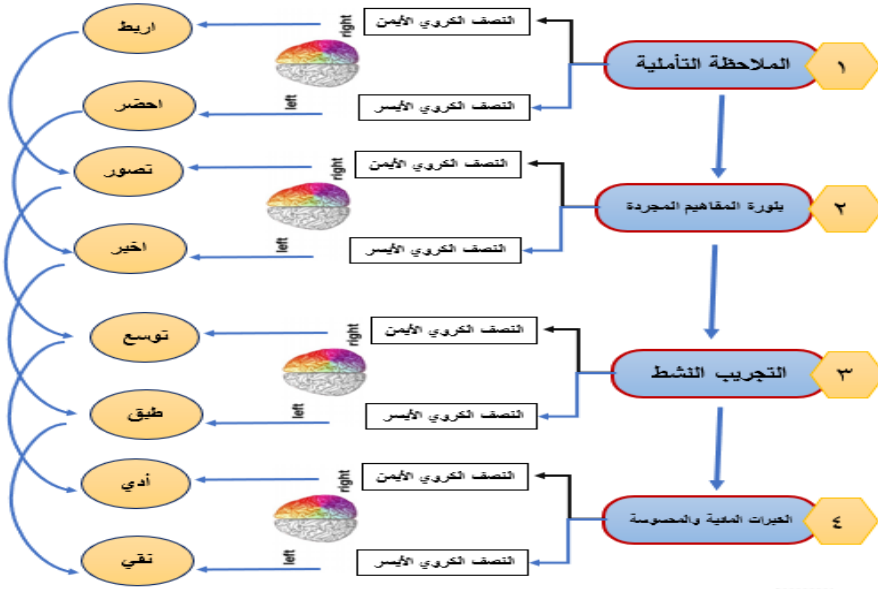 ١
الملاحظة التأملية
النصف الكروي الأيمن
right
اربط
النصف الكروي الأيسر
left
احضر
٢
بلورة المفاهيم المجردة
النصف الكروي الأيمن
right
تصور
النصف الكروي الأيسر
left
اخبر
٣
التجريب النشط
النصف الكروي الأيمن
right
توسع
النصف الكروي الأيسر
left
طبق
٤
الخبرات المادية والمحسوسة
النصف الكروي الأيمن
right
أدي
النصف الكروي الأيسر
left
نقي